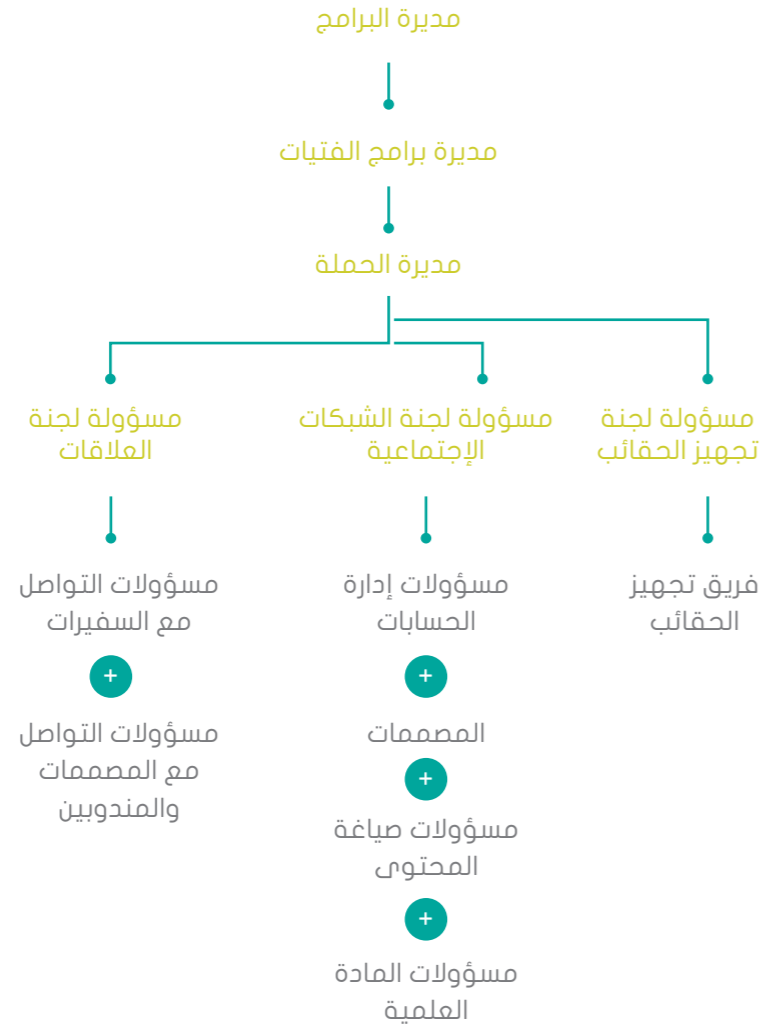 مديرة البرامج
مديرة برامج الفتيات
مديرة الحملة
مسؤولة لجنة
تجهيز الحقائب
مسؤولة لجنة الشبكات
الإجتماعية
مسؤولة لجنة
العلاقات
فريق تجهيز
الحقائب
مسؤولات إدارة
الحسابات
+
المصممات
+
مسؤولات صياغة
المحتوى
+
مسؤولات المادة
العلمية
مسؤولات التواصل
مع السفيرات
+
مسؤولات التواصل
مع المصممات
والمندوبين